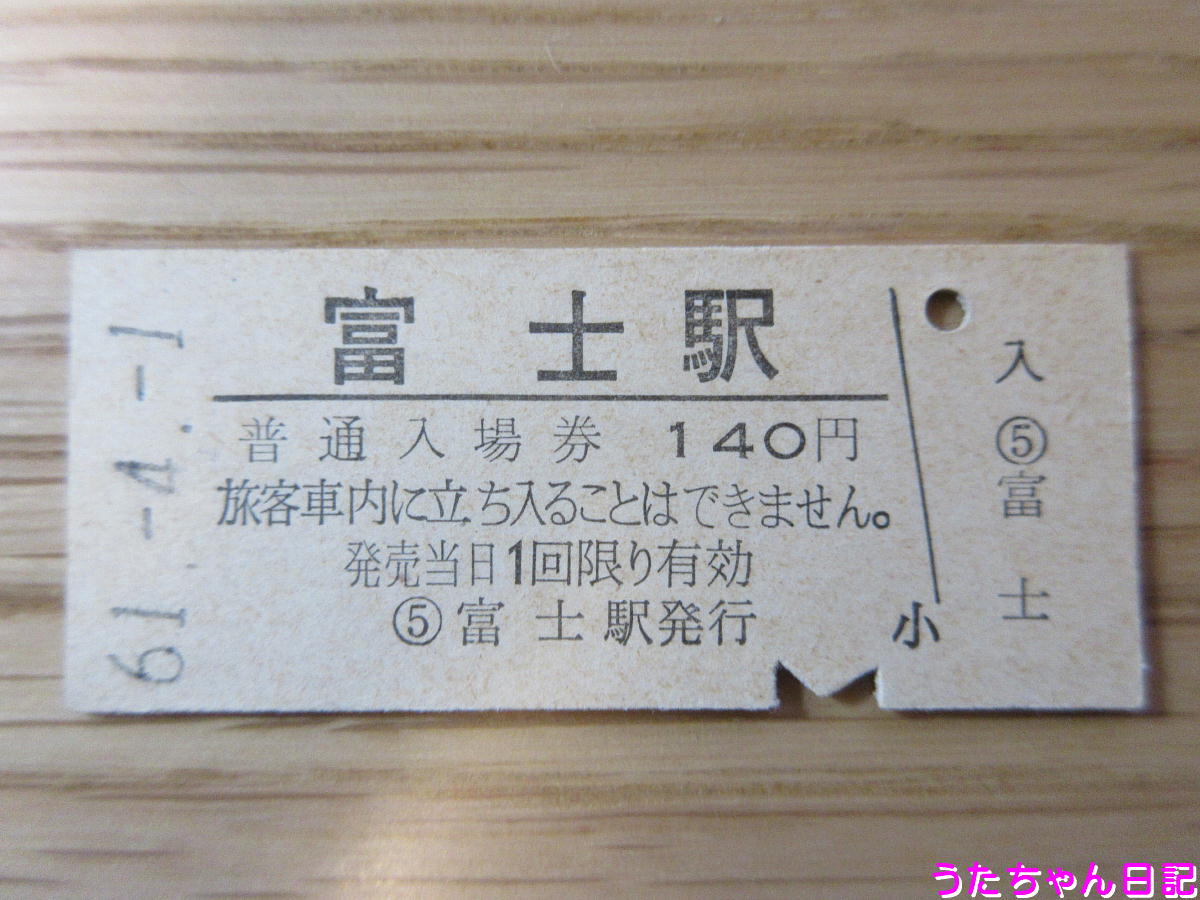 富士駅
普通入場券 140円
旅客車内に立ち入ることはできません。
発売当日1回限り有効
⑤富士駅発行
小
入
⑤
富
士
61.-4.-1
うたちゃん日記